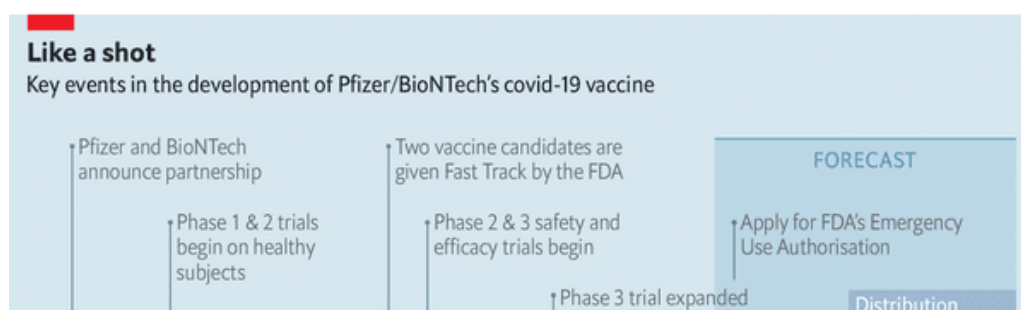 Like a shot
Key events in the development of Pfizer/BioNTech's covid-19 vaccine
Pfizer and BioNTech
announce partnership
Two vaccine candidates are
given Fast Track by the FDA
FORECAST
Phase 1 & 2 trials
begin on healthy
subjects
Phase 2 & 3 safety and
efficacy trials begin
Apply for FDA's Emergency
Use Authorisation
Phase 3 trial expanded
Distribution